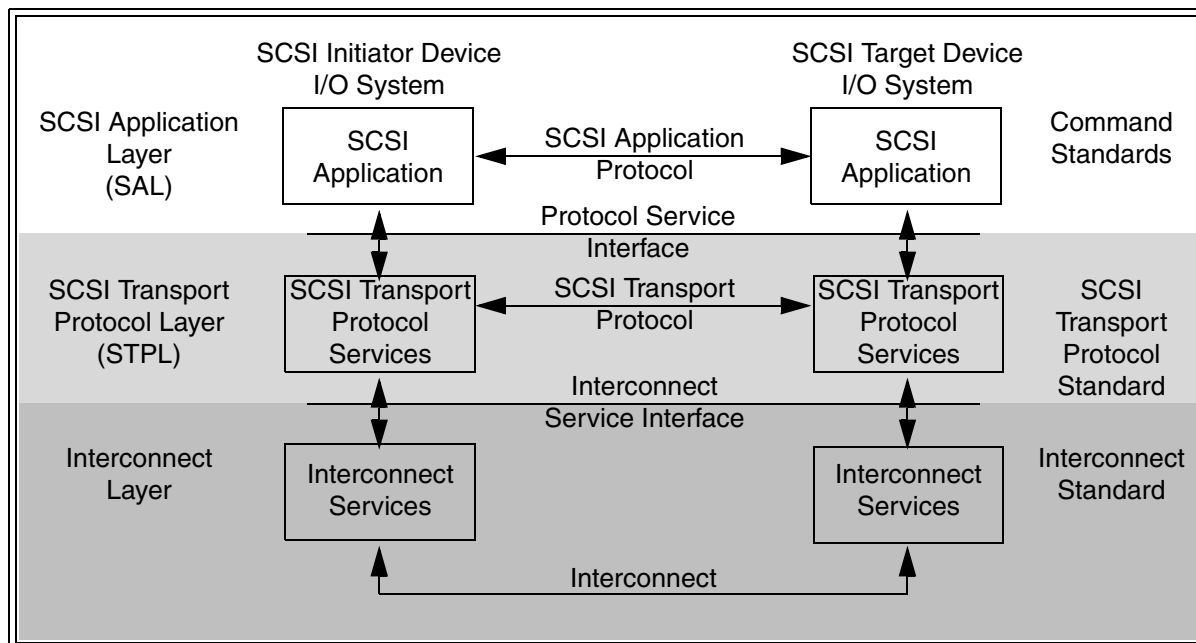 SCSI Initiator Device
I/O System
SCSI Target Device
I/O System
SCSI Application
Layer
(SAL)
SCSI
Application
SCSI Application
Protocol
SCSI
Application
Command
Standards
Protocol Service
Interface
SCSI Transport
Protocol Layer
(STPL)
SCSI Transport
Protocol
Services
SCSI Transport
Protocol
SCSI Transport
Protocol
Services
SCSI
Transport
Protocol
Standard
Interconnect
Service Interface
Interconnect
Layer
Interconnect
Services
Interconnect
Services
Interconnect
Standard
Interconnect